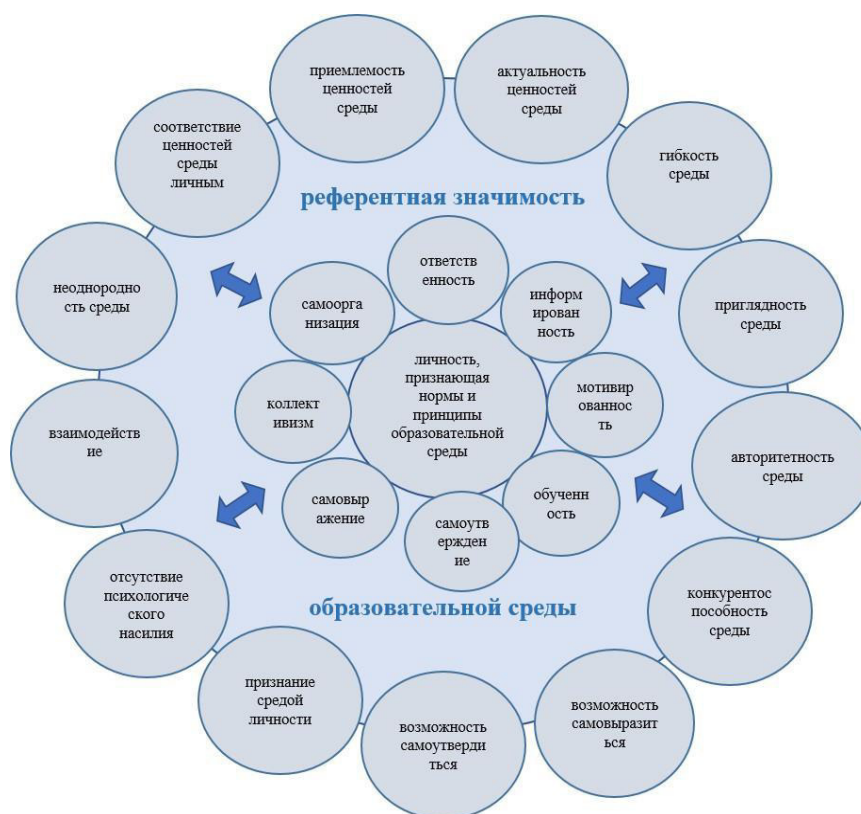 приемлемость
ценностей
среды
актуальность
ценностей
среды
соответствие
ценностей
среды
личным
гибкость
среды
референтная значимость
ответств
енность
неоднородно
сть среды
самоорга
низация
информ
ирован
ность
приглядность
среды
личность,
признающая
нормы и
принципы
образовательной
среды
коллект
ивизм
мотивир
ованнос
ть
взаимодейств
ие
авторитетность
среды
самовыр
ажение
обученн
ость
самоутв
ержден
ие
отсутствие
психологиче
ского
насилия
конкурентос
пособность
среды
образовательной среды
признание
средой
личности
возможность
самоутверди
ться
возможность
самовыразит
ься